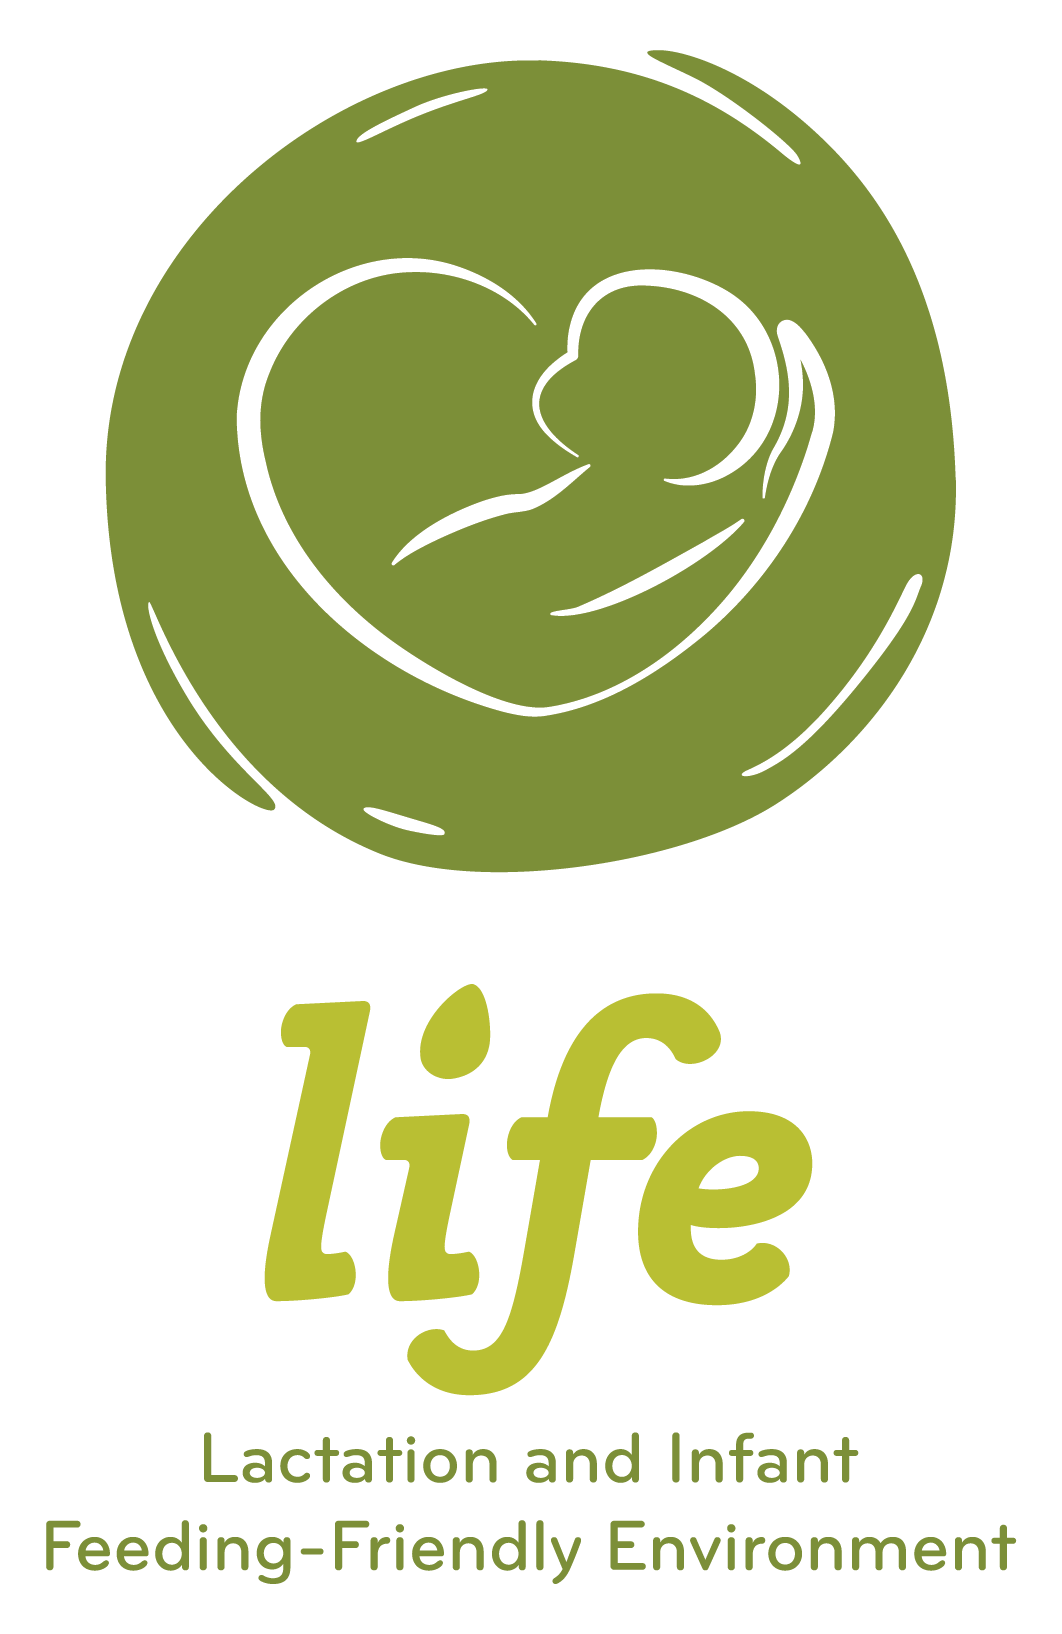 life
Lactation and Infant
Feeding-Friendly Environment